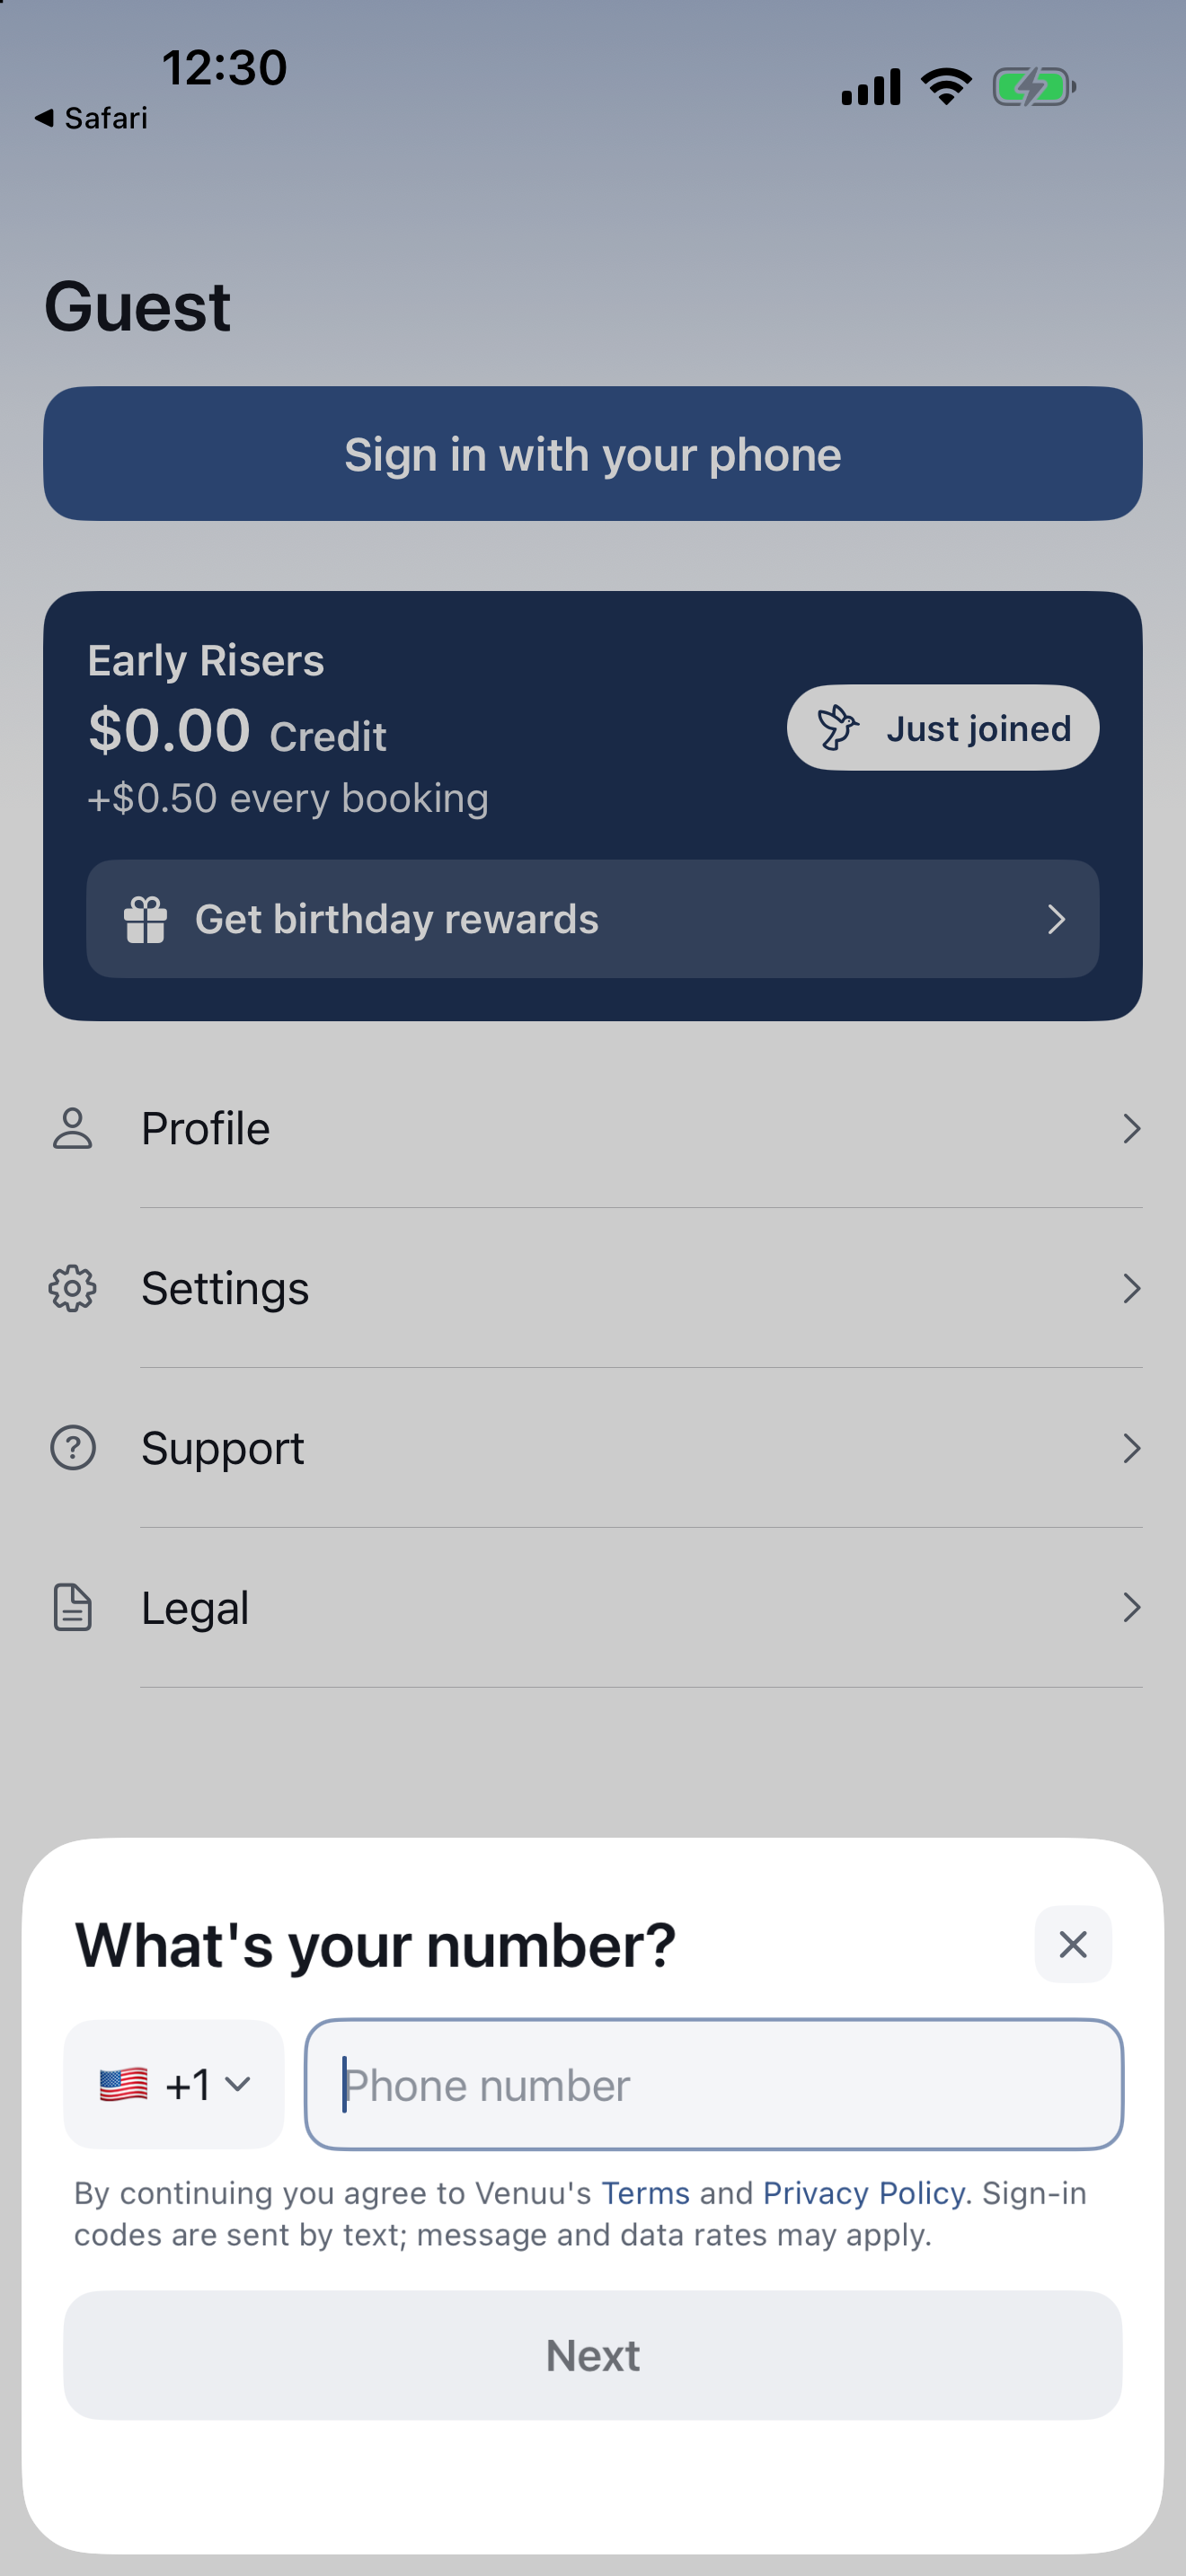 12:30
◀ Safari
Guest
Sign in with your phone
Early Risers
$0.00 Credit
Just joined
+$0.50 every booking
Get birthday rewards
Profile
Settings
Support
Legal
What's your number?
🇺🇸 +1
Phone number
By continuing you agree to Venuu's Terms and Privacy Policy. Sign-in
codes are sent by text; message and data rates may apply.
Next